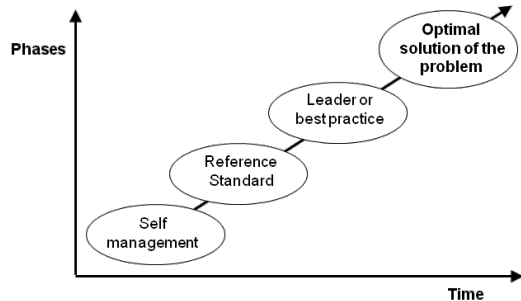 Phases
Optimal
solution of the
problem
Leader or
best practice
Reference
Standard
Self
management
Time